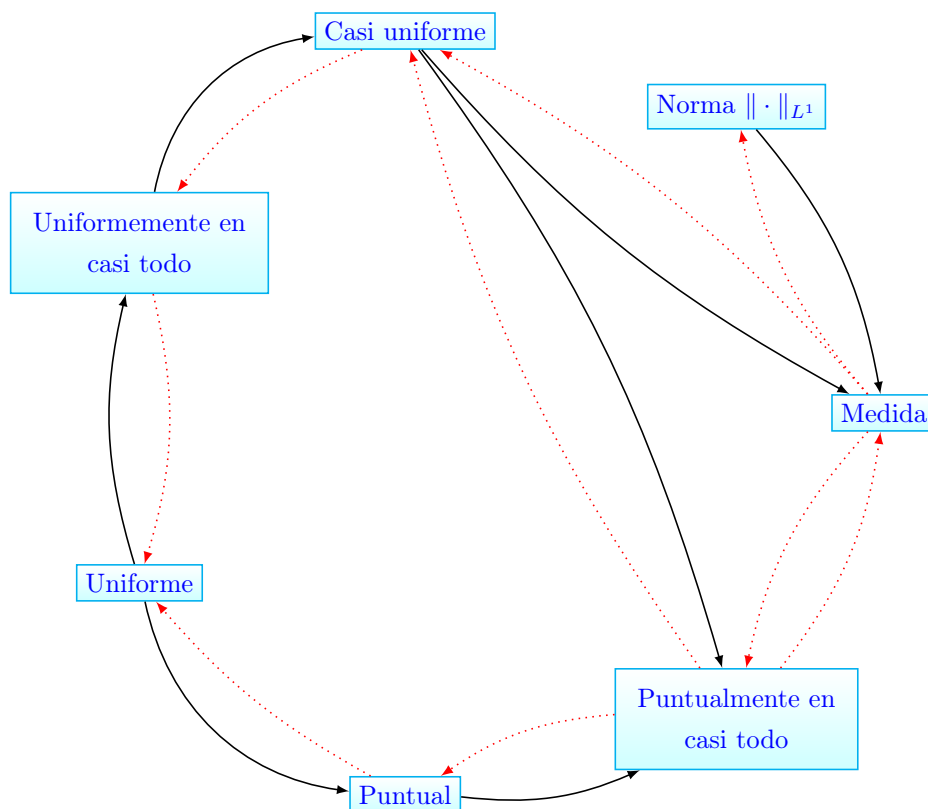 Casi uniforme
Norma ‖ · ‖_{L^1}
Uniformemente en
casi todo
Medida
Uniforme
Puntualmente en
casi todo
Puntual